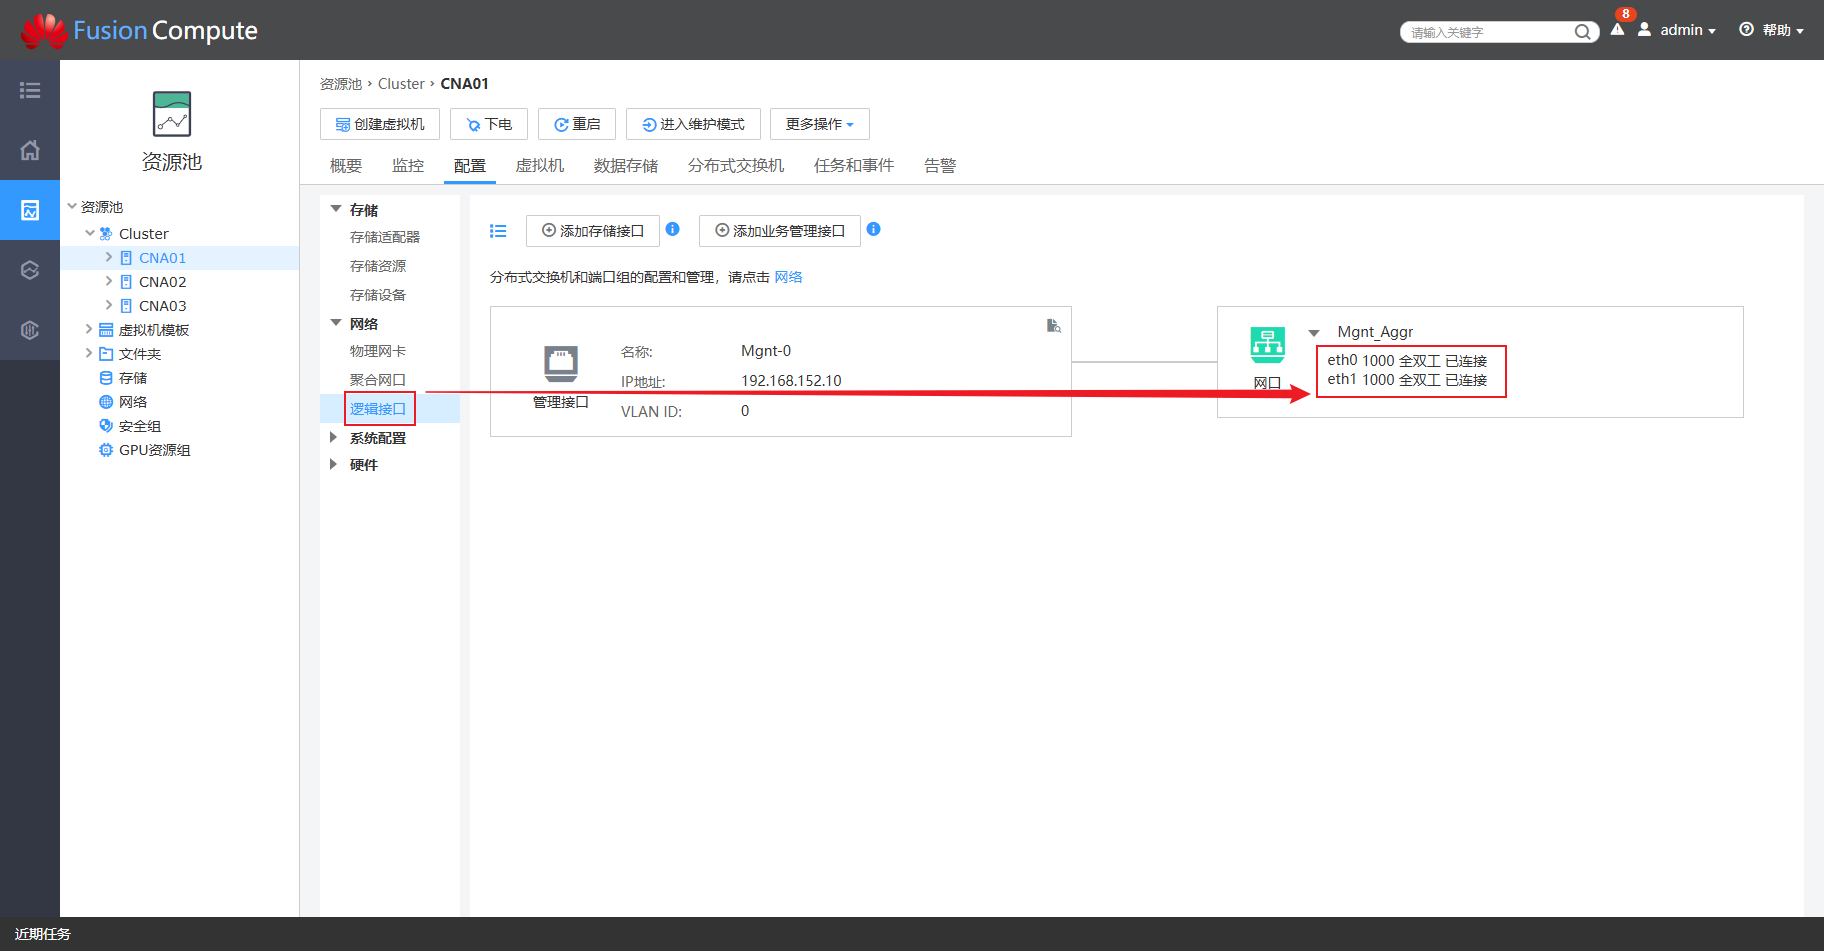 FusionCompute
请输入关键字
8
admin
帮助
资源池
资源池
Cluster
CNA01
CNA02
CNA03
虚拟机模板
文件夹
存储
网络
安全组
GPU资源组
资源池 › Cluster › CNA01
创建虚拟机 下电 重启 进入维护模式 更多操作
概要 监控 配置 虚拟机 数据存储 分布式交换机 任务和事件 告警
存储
存储适配器
存储资源
存储设备
网络
物理网卡
聚合网口
逻辑接口
系统配置
硬件
添加存储接口 添加业务管理接口
分布式交换机和端口组的配置和管理，请点击 网络
管理接口
名称: Mgnt-0
IP地址: 192.168.152.10
VLAN ID: 0
网口
Mgnt_Aggr
eth0 1000 全双工 已连接
eth1 1000 全双工 已连接
近期任务